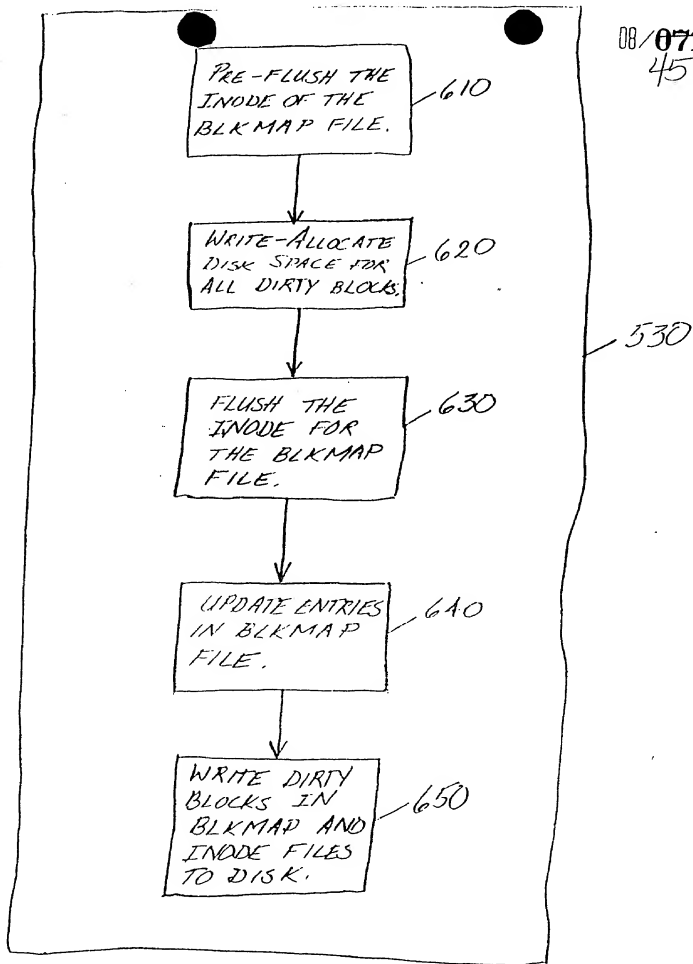 08/07
45
PRE-FLUSH THE
INODE OF THE
BLKMAP FILE.
610
WRITE-ALLOCATE
DISK SPACE FOR
ALL DIRTY BLOCKS.
620
530
FLUSH THE
INODE FOR
THE BLKMAP
FILE.
630
UPDATE ENTRIES
IN BLKMAP
FILE.
640
WRITE DIRTY
BLOCKS IN
BLKMAP AND
INODE FILES
TO DISK.
650